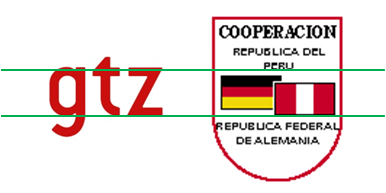 gtz
COOPERACION
REPUBLICA DEL
PERU
REPUBLICA FEDERAL
DE ALEMANIA